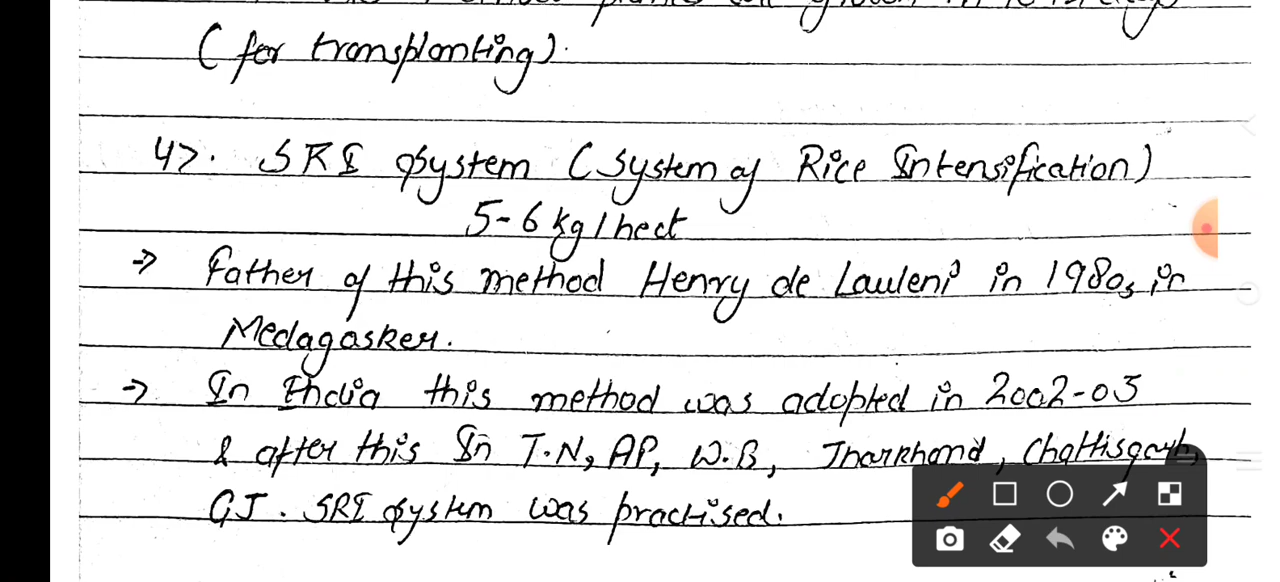 (for transplanting).
4>. SRI System (System of Rice Intensification)
5-6 kg/hect
→ Father of this method Henry de Lauleni in 1980s in
Medagasker.
→ In India this method was adopted in 2002-03
& after this In T.N, AP, W.B, Jharkhand, Chattisgarh,
GJ. SRI System was practised.